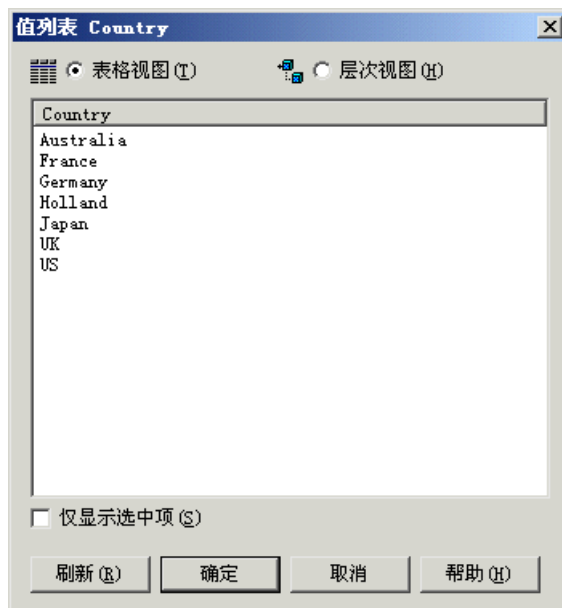 值列表 Country
表格视图(T) 层次视图(H)
Country
Australia
France
Germany
Holland
Japan
UK
US
仅显示选中项(S)
刷新(R) 确定 取消 帮助(H)